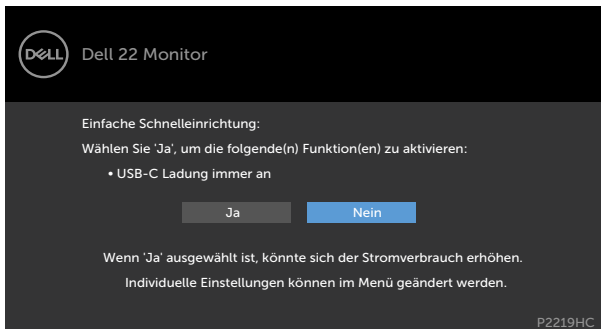 DELL
Dell 22 Monitor
Einfache Schnelleinrichtung:
Wählen Sie 'Ja', um die folgende(n) Funktion(en) zu aktivieren:
• USB-C Ladung immer an
Ja Nein
Wenn 'Ja' ausgewählt ist, könnte sich der Stromverbrauch erhöhen.
Individuelle Einstellungen können im Menü geändert werden.
P2219HC